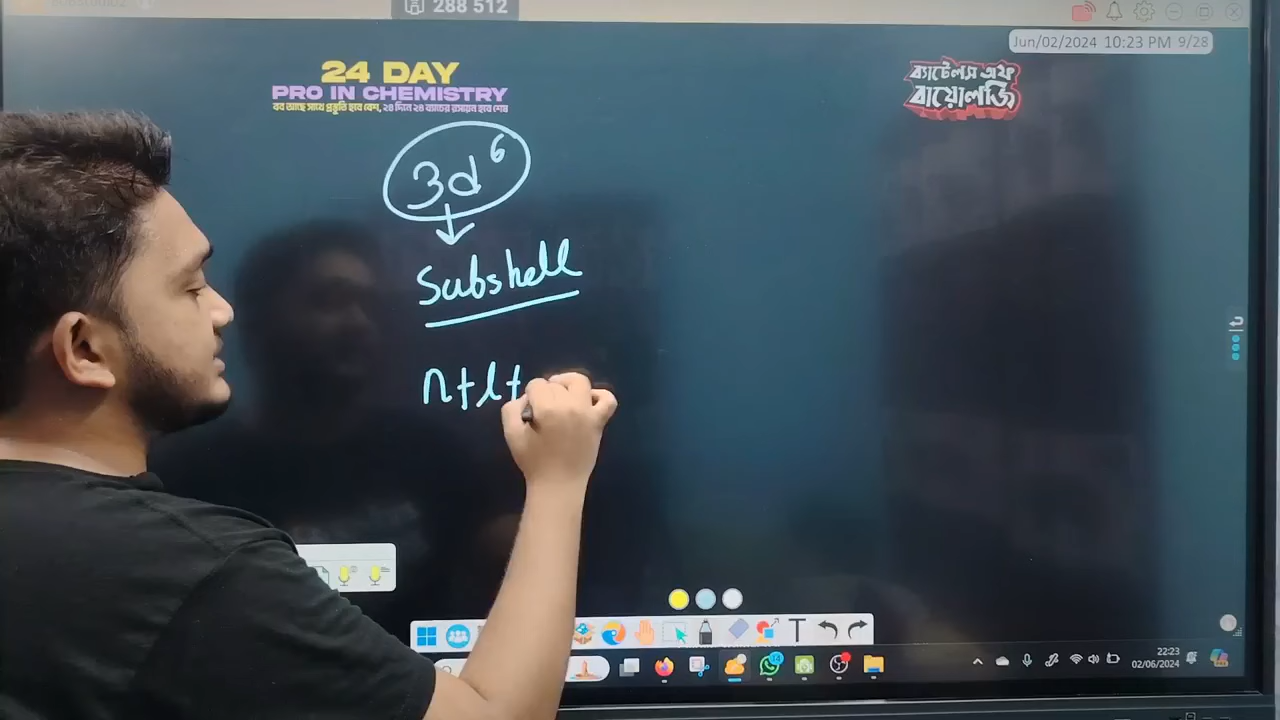 288 512
Jun/02/2024 10:23 PM 9/28
24 DAY
PRO IN CHEMISTRY
ব্যাটেলস অফ
বায়োলজি
3d⁶
Subshell
n+l+
T
22:23
02/06/2024